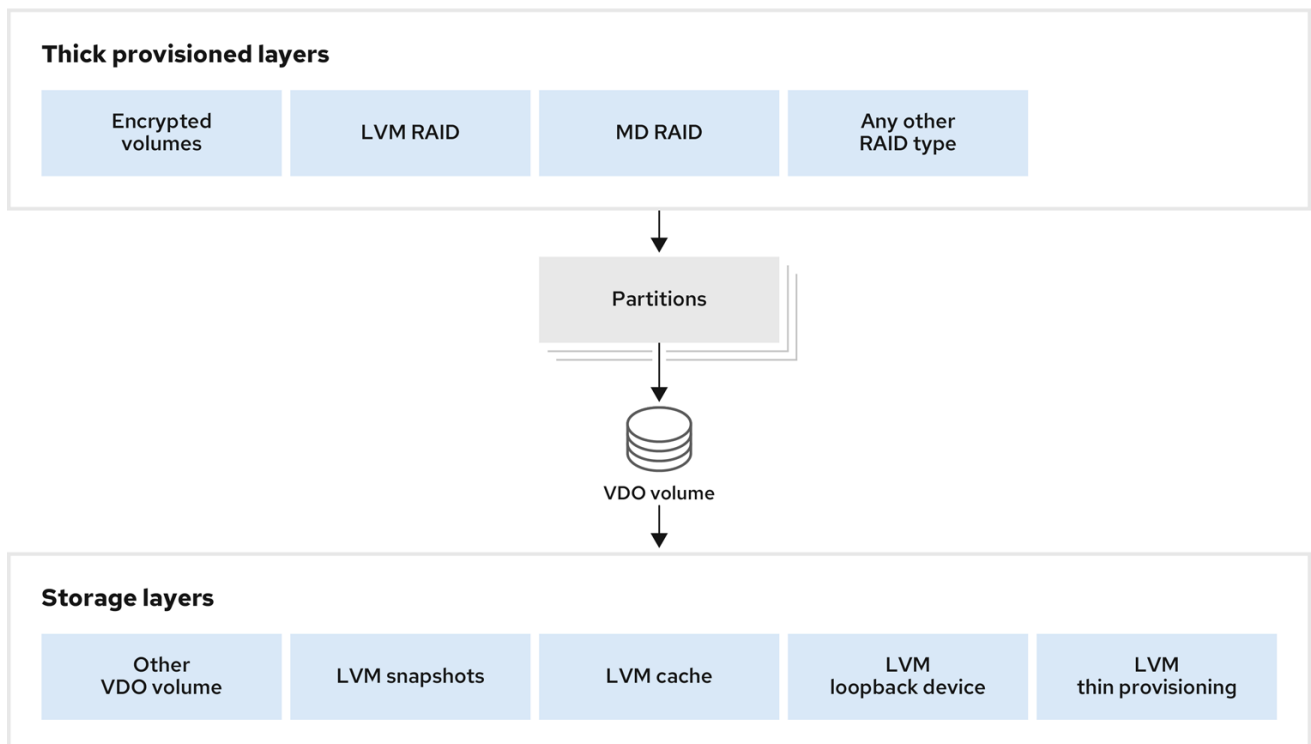 Thick provisioned layers
Encrypted
volumes
LVM RAID
MD RAID
Any other
RAID type
Partitions
VDO volume
Storage layers
Other
VDO volume
LVM snapshots
LVM cache
LVM
loopback device
LVM
thin provisioning